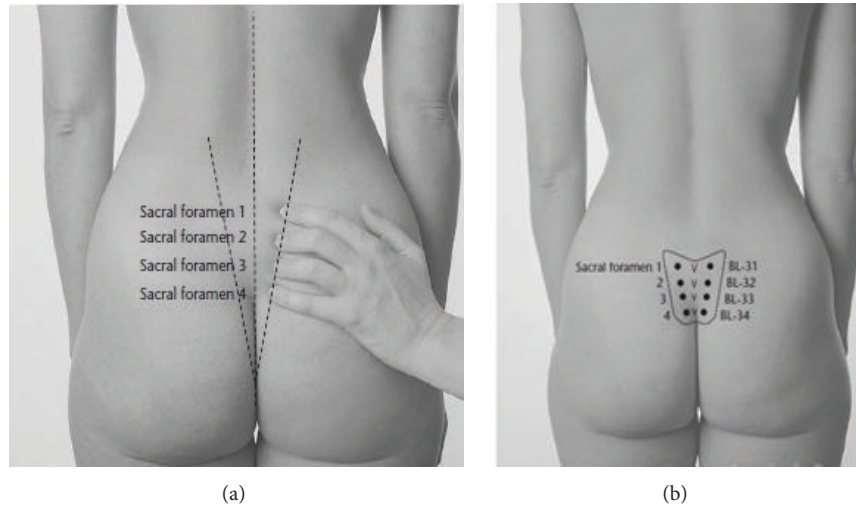 Sacral foramen 1
Sacral foramen 2
Sacral foramen 3
Sacral foramen 4
(a)
Sacral foramen 1 V BL-31
2 V BL-32
3 V BL-33
4 V BL-34
(b)